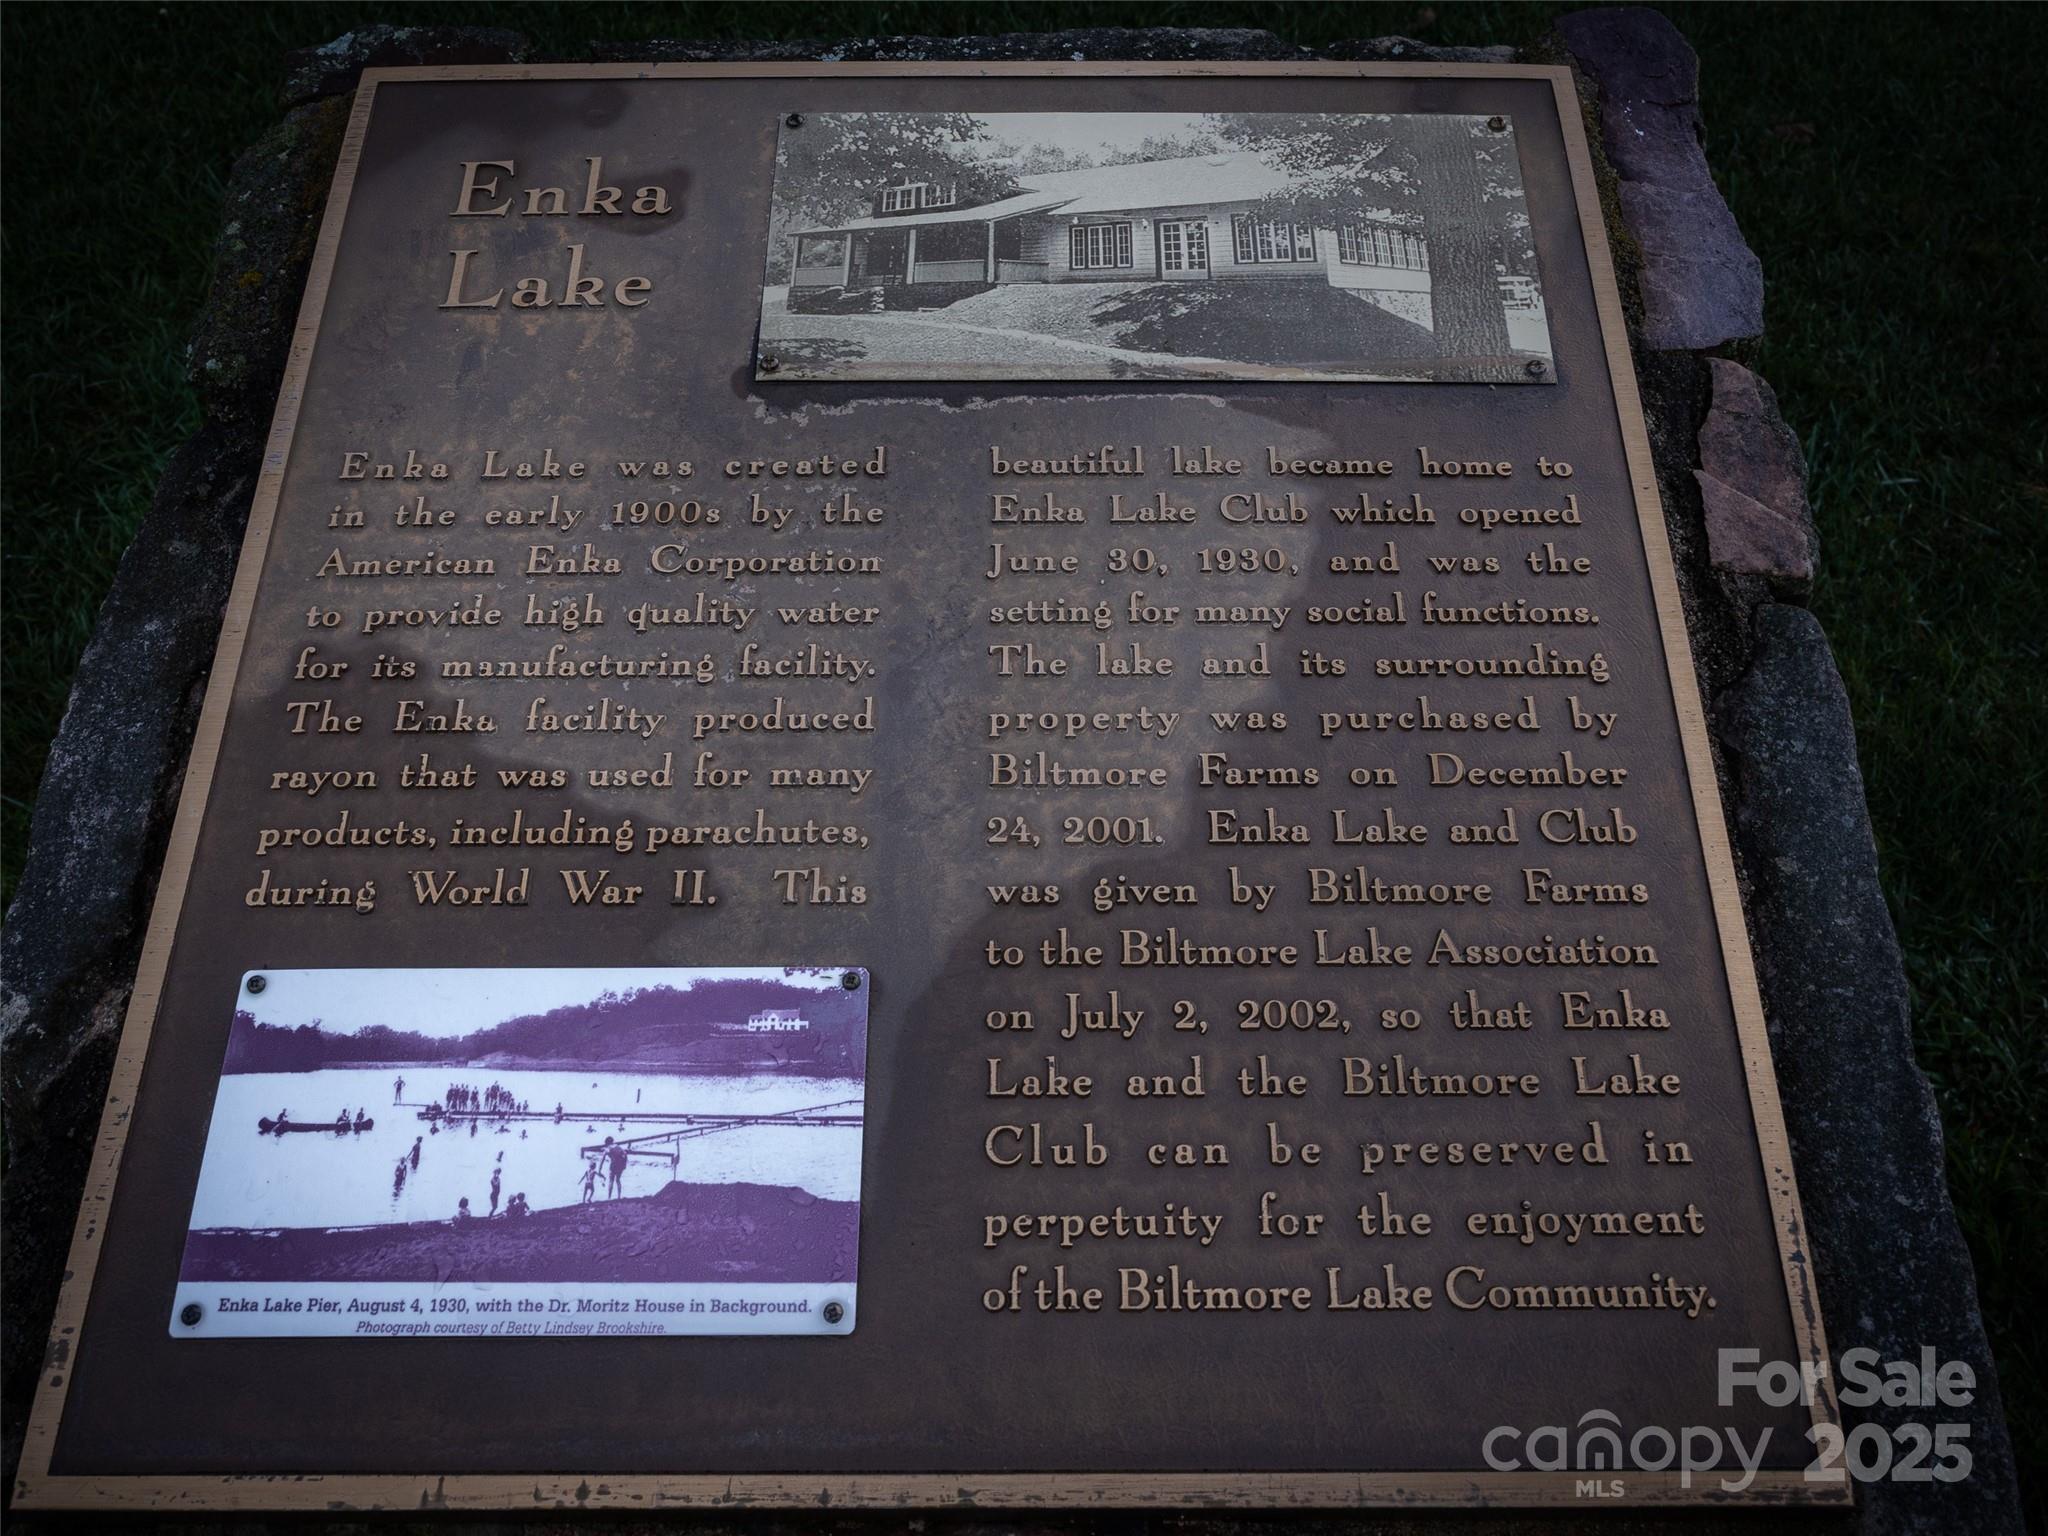 Enka
Lake
Enka Lake was created
in the early 1900s by the
American Enka Corporation
to provide high quality water
for its manufacturing facility.
The Enka facility produced
rayon that was used for many
products, including parachutes,
during World War II. This
beautiful lake became home to
Enka Lake Club which opened
June 30, 1930, and was the
setting for many social functions.
The lake and its surrounding
property was purchased by
Biltmore Farms on December
24, 2001. Enka Lake and Club
was given by Biltmore Farms
to the Biltmore Lake Association
on July 2, 2002, so that Enka
Lake and the Biltmore Lake
Club can be preserved in
perpetuity for the enjoyment
of the Biltmore Lake Community.
Enka Lake Pier, August 4, 1930, with the Dr. Moritz House in Background.
Photograph courtesy of Betty Lindsey Brookshire.
For Sale
canopy 2025
MLS